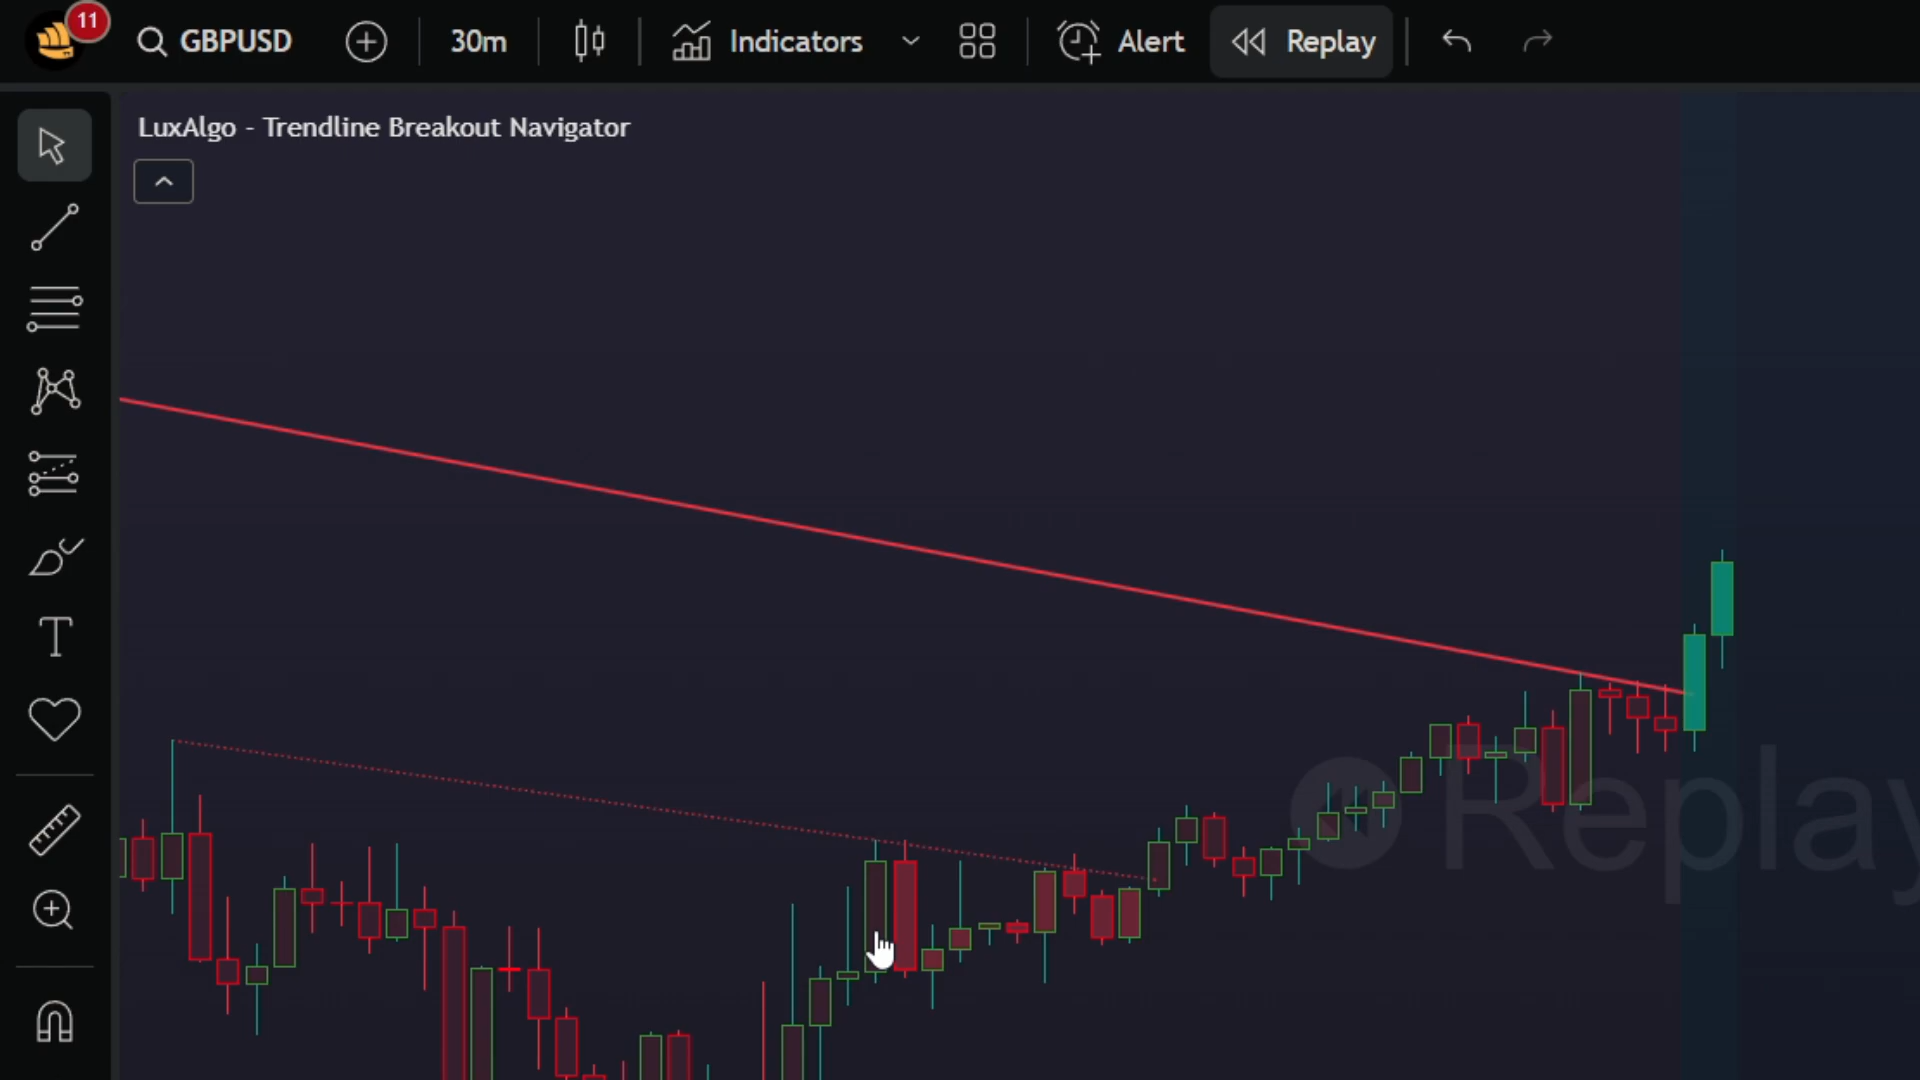 11
GBPUSD
30m
Indicators
Alert
Replay
LuxAlgo - Trendline Breakout Navigator
T
Replay